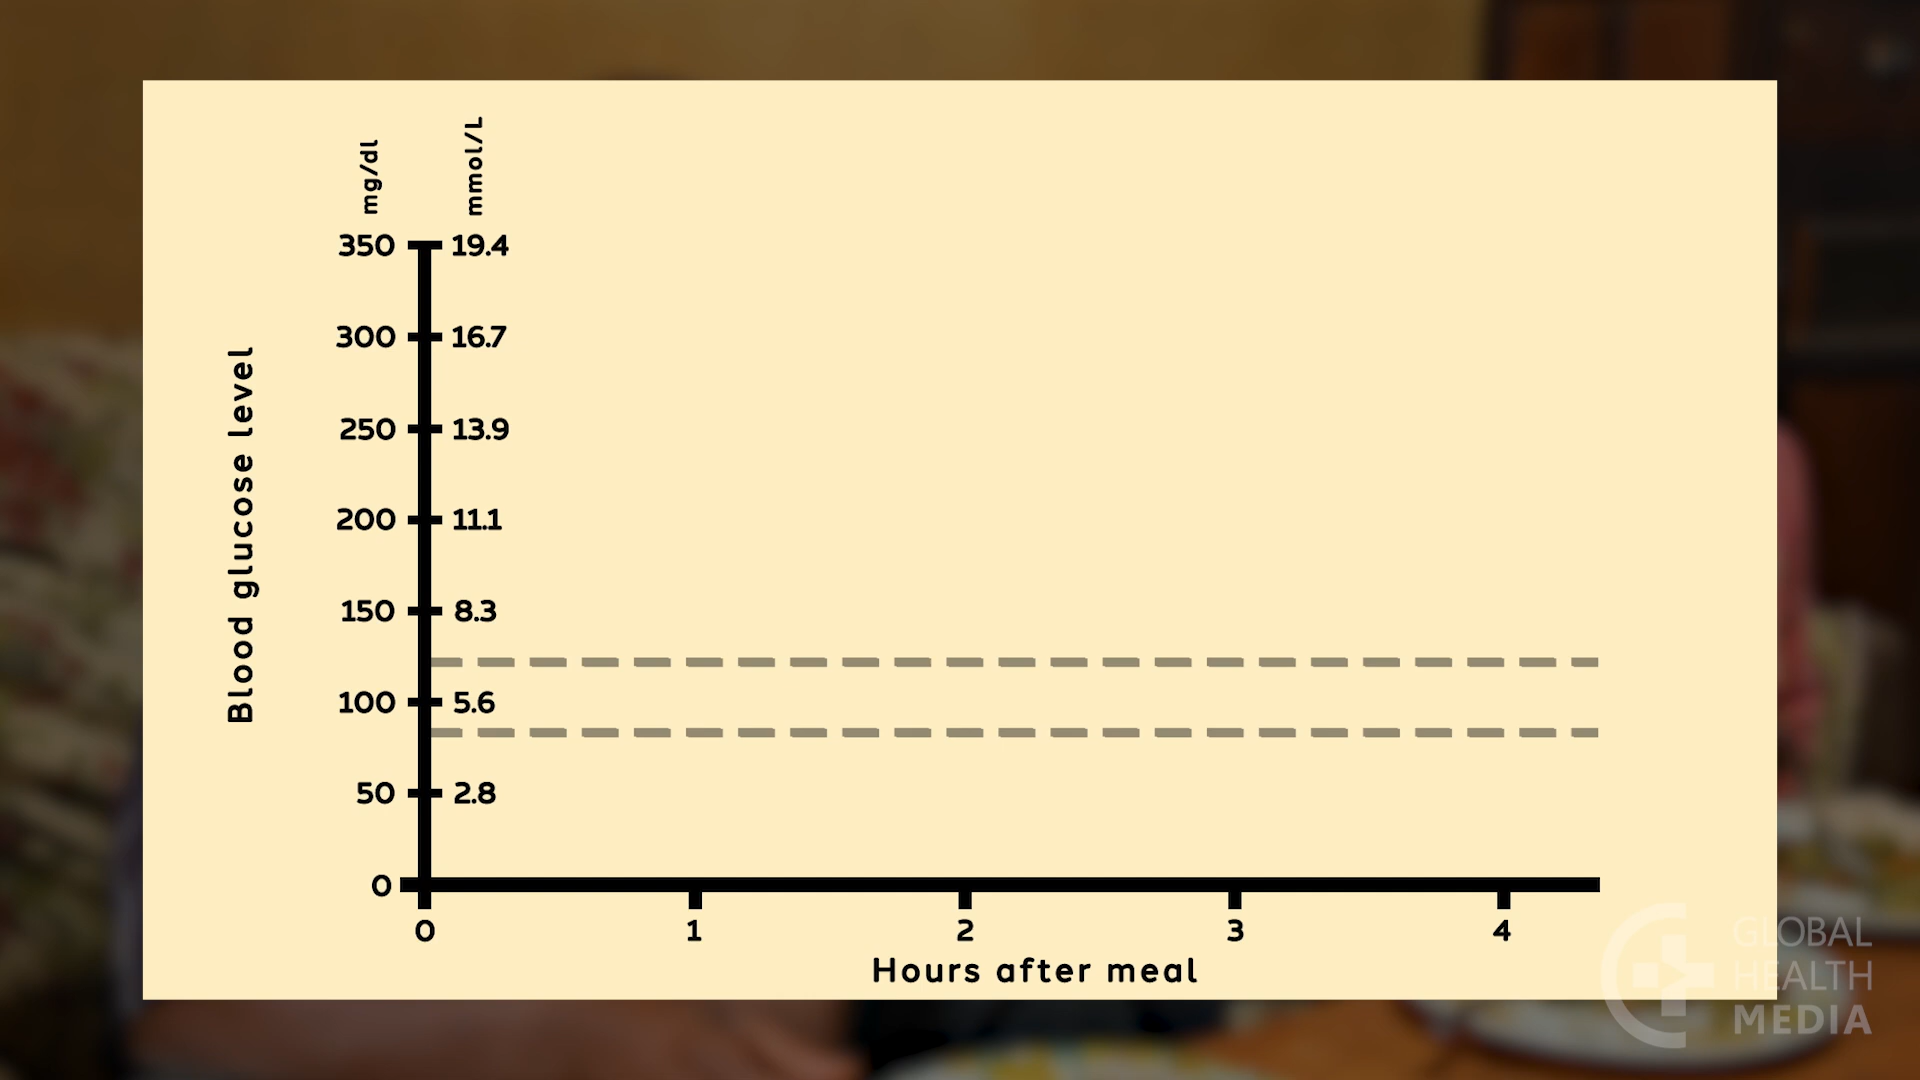 mg/dl
mmol/L
350 19.4
300 16.7
250 13.9
200 11.1
150 8.3
100 5.6
50 2.8
0
Blood glucose level
0 1 2 3 4
Hours after meal
GLOBAL
HEALTH
MEDIA